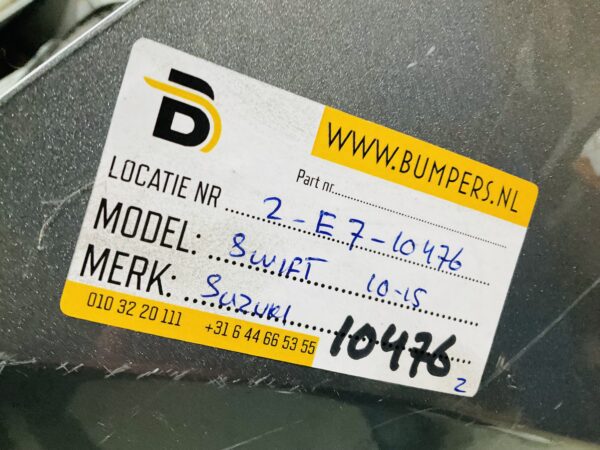 WWW.BUMPERS.NL
Part nr.
LOCATIE NR 2-E7-10476
MODEL: SWIFT 10-15
MERK: SUZUKI
10476
010 32 20 111 +31 6 44 66 53 55
2